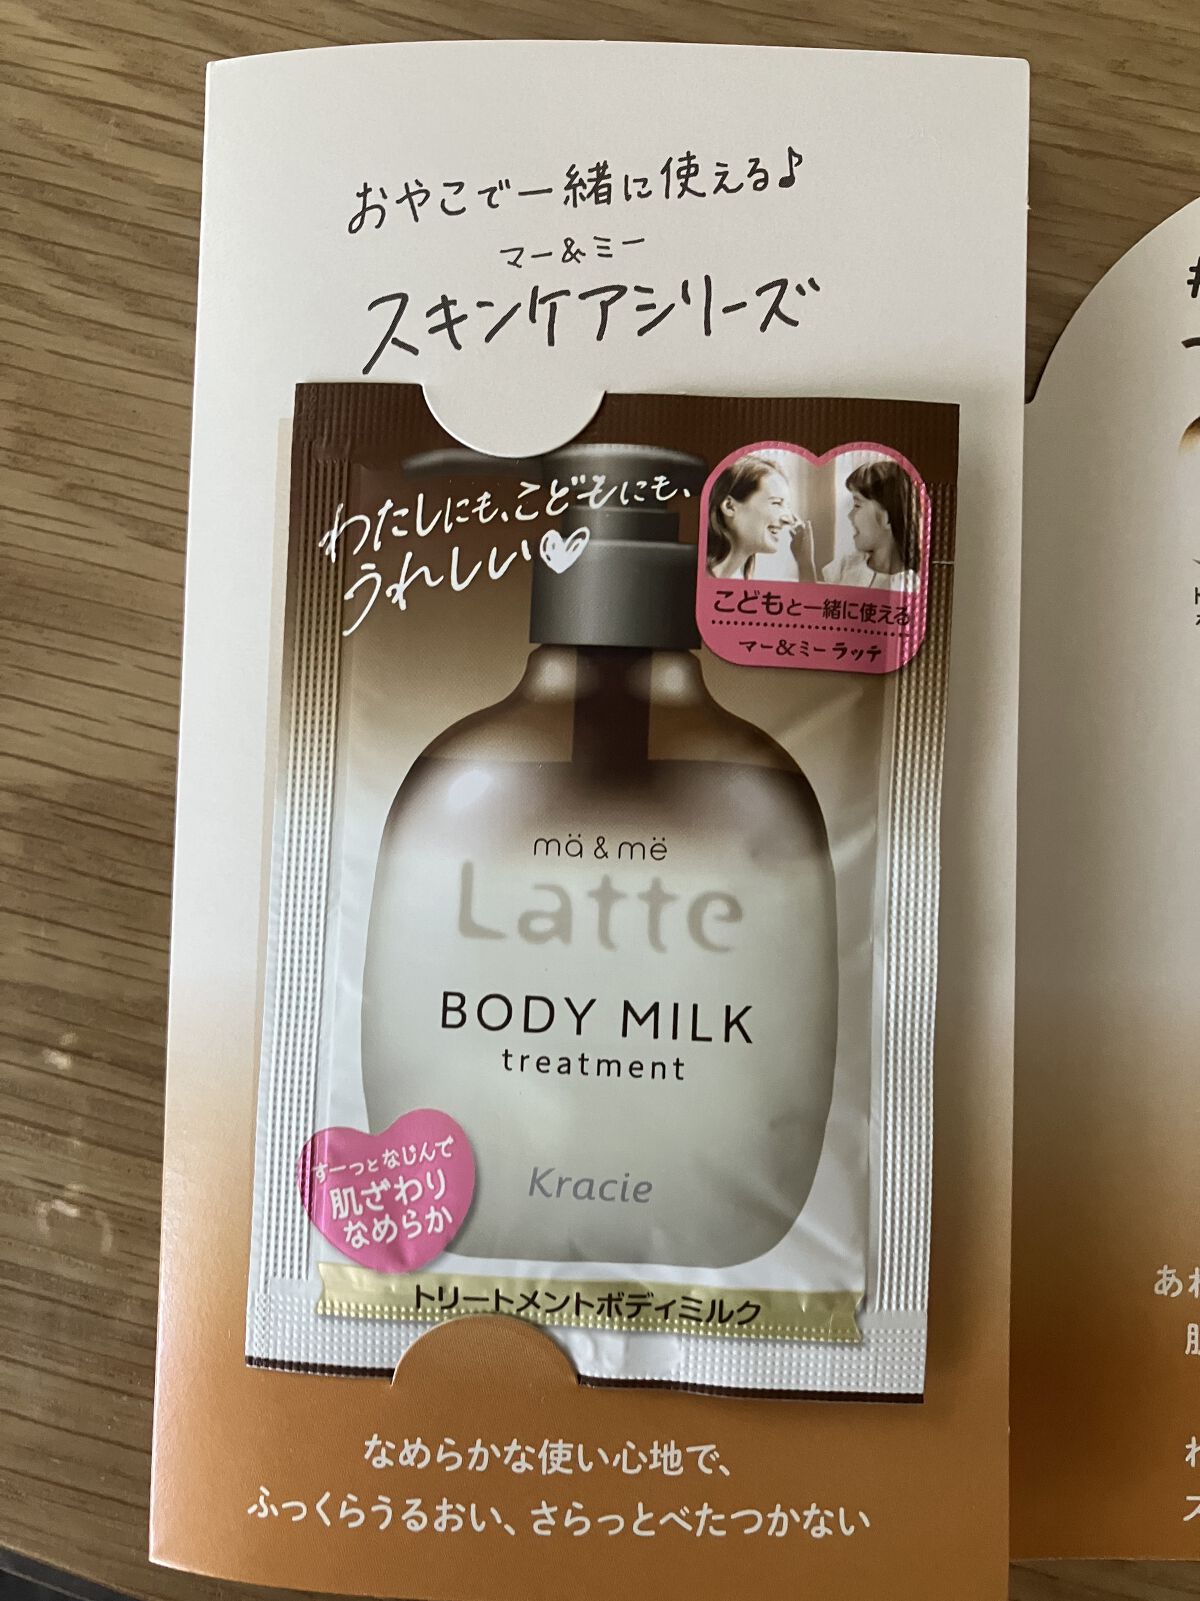 おやこで一緒に使える♪
マー&ミー
スキンケアシリーズ
わたしにも、こどもにも、
うれしい♡
こどもと一緒に使える
マー&ミー ラッテ
mä & më
Latte
BODY MILK
treatment
Kracie
すーっとなじんで
肌ざわり
なめらか
トリートメントボディミルク
なめらかな使い心地で、
ふっくらうるおい、さらっとべたつかない
あれ